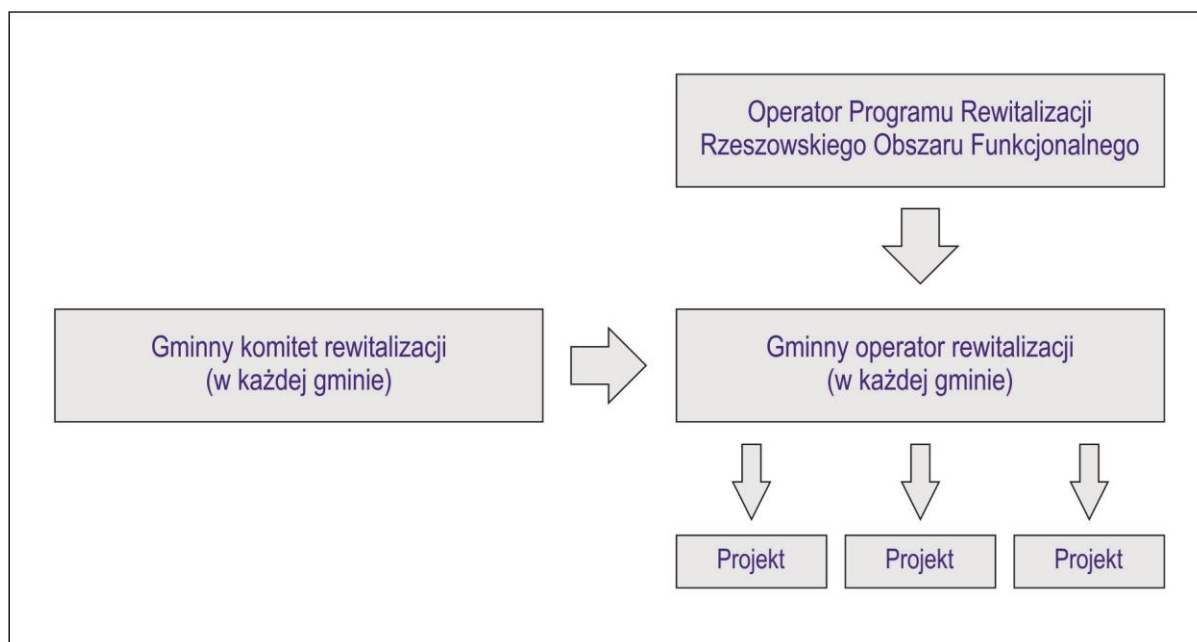 Operator Programu Rewitalizacji
Rzeszowskiego Obszaru Funkcjonalnego
Gminny komitet rewitalizacji
(w każdej gminie)
Gminny operator rewitalizacji
(w każdej gminie)
Projekt
Projekt
Projekt